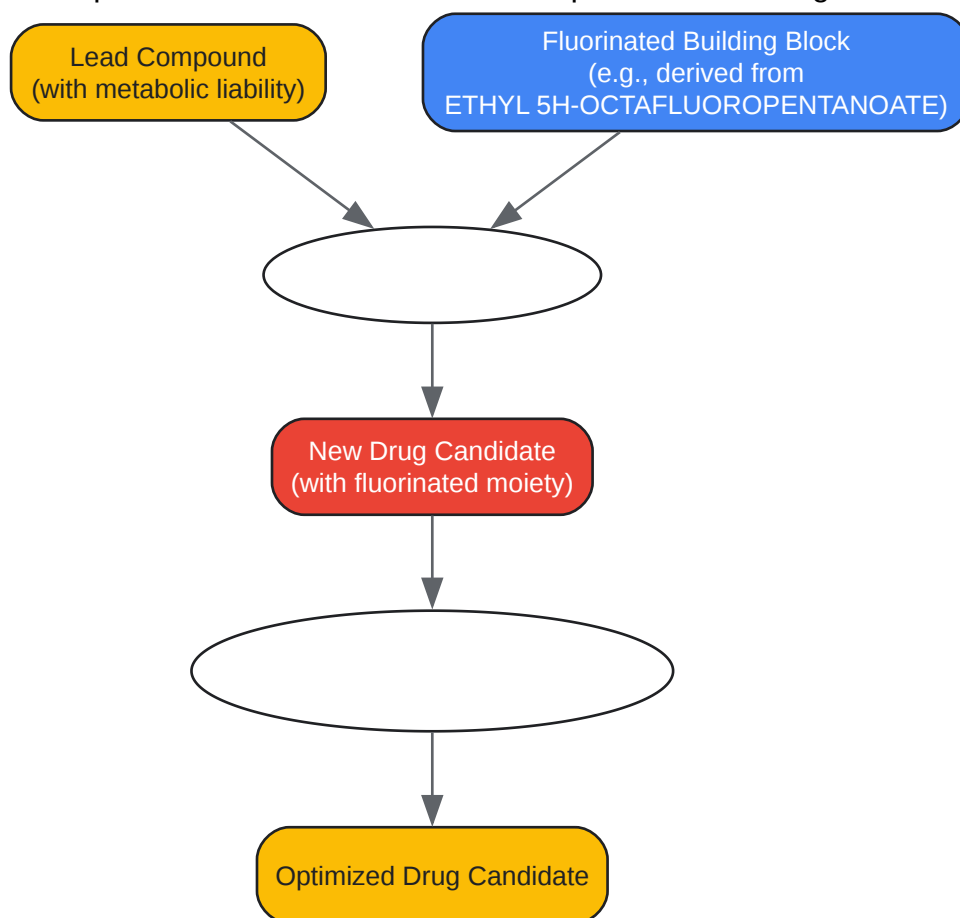 Lead Compound
(with metabolic liability)
Fluorinated Building Block
(e.g., derived from
ETHYL 5H-OCTAFLUOROPENTANOATE)
New Drug Candidate
(with fluorinated moiety)
Optimized Drug Candidate